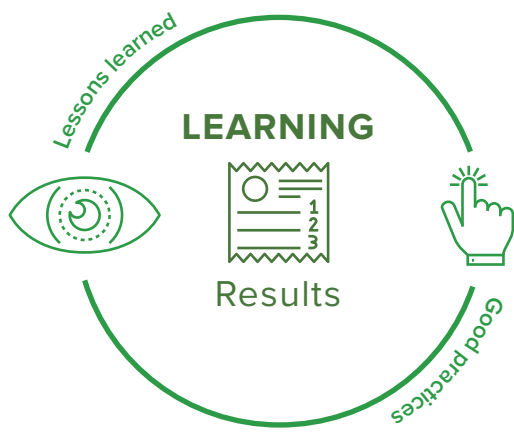 Lessons learned
LEARNING
1
2
3
Results
Good practices